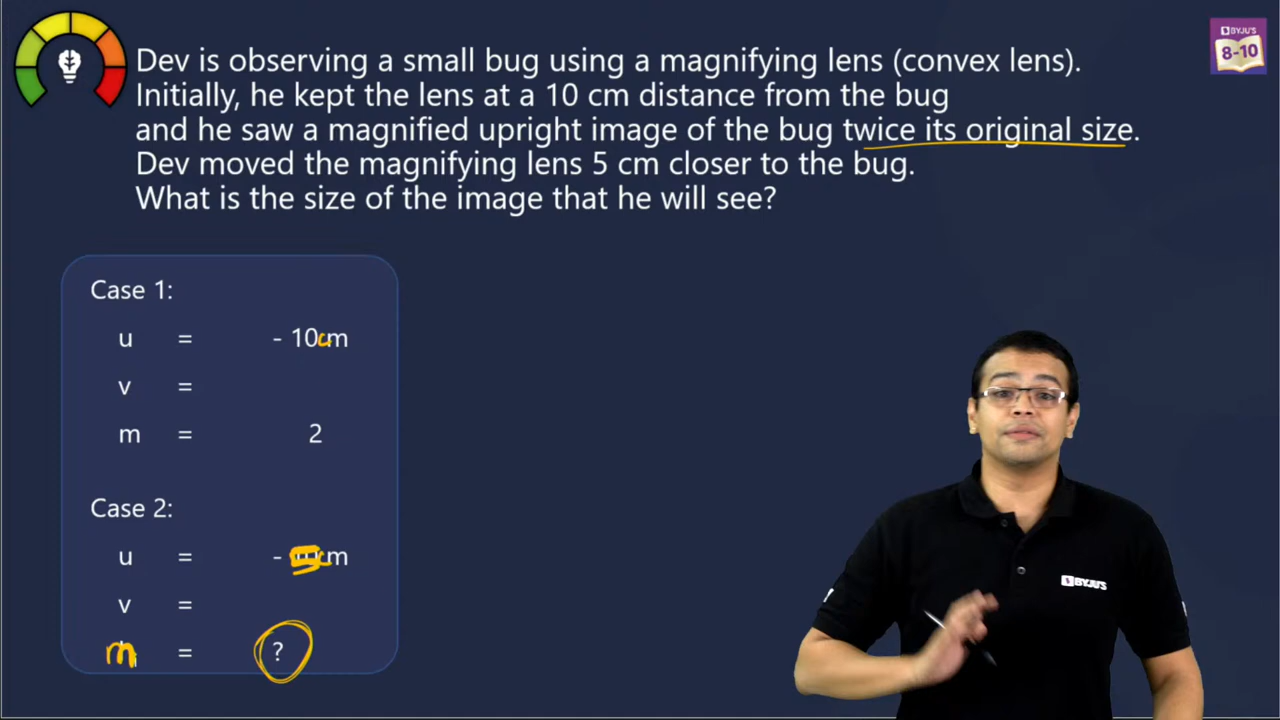 Dev is observing a small bug using a magnifying lens (convex lens).
Initially, he kept the lens at a 10 cm distance from the bug
and he saw a magnified upright image of the bug twice its original size.
Dev moved the magnifying lens 5 cm closer to the bug.
What is the size of the image that he will see?
BYJU'S
8-10
Case 1:
u = - 10cm
v =
m = 2
Case 2:
u = - 5cm
v =
m = ?
BYJU'S